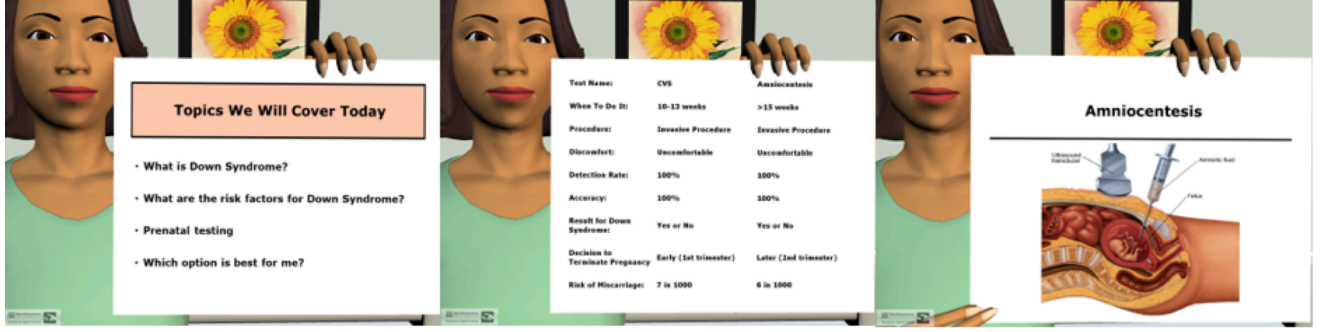 Topics We Will Cover Today
• What is Down Syndrome?
• What are the risk factors for Down Syndrome?
• Prenatal testing
• Which option is best for me?
Test Name: CVS Amniocentesis
When To Do It: 10-13 weeks >15 weeks
Procedure: Invasive Procedure Invasive Procedure
Discomfort: Uncomfortable Uncomfortable
Detection Rate: 100% 100%
Accuracy: 100% 100%
Result for Down
Syndrome: Yes or No Yes or No
Decision to
Terminate Pregnancy Early (1st trimester) Later (2nd trimester)
Risk of Miscarriage: 7 in 1000 6 in 1000
Amniocentesis
Ultrasound
transducer
Amniotic fluid
Fetus